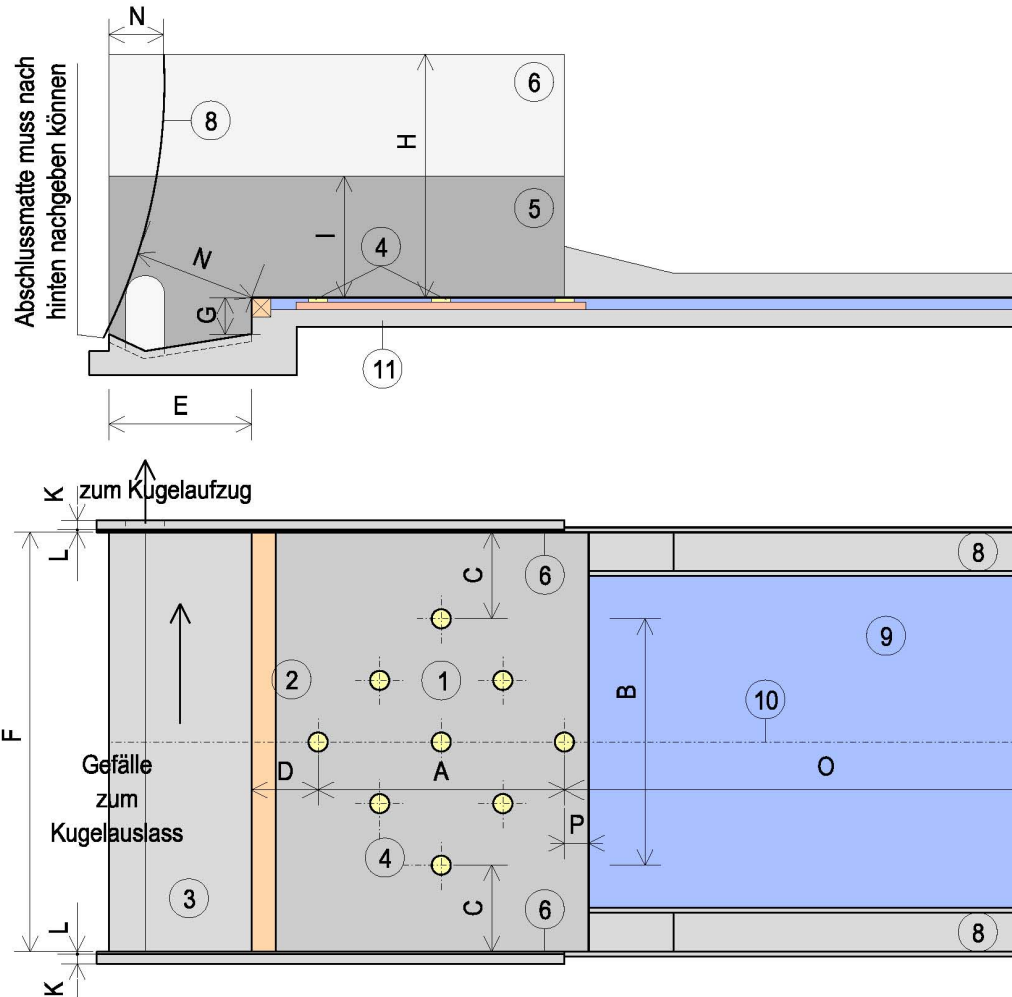 N
Abschlussmatte muss nach
hinten nachgeben können
8
6
H
5
I
4
N
G
11
E
K
zum Kugelaufzug
L
C
6
8
9
2
1
B
10
F
Gefälle
zum
Kugelauslass
D
A
O
P
4
3
C
6
8
L
K